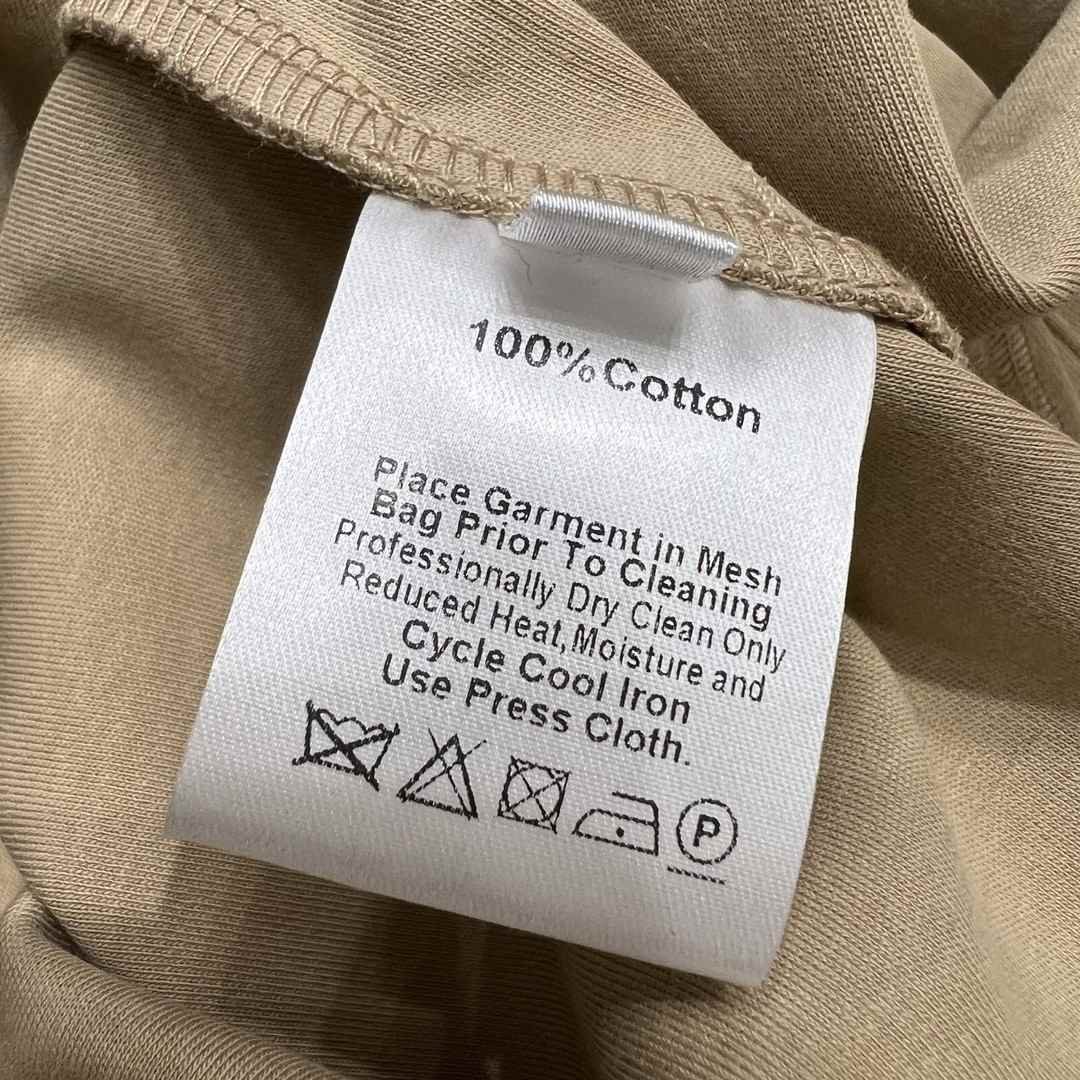 100%Cotton
Place Garment in Mesh
Bag Prior To Cleaning
Professionally Dry Clean Only
Reduced Heat,Moisture and
Cycle Cool Iron
Use Press Cloth.
P